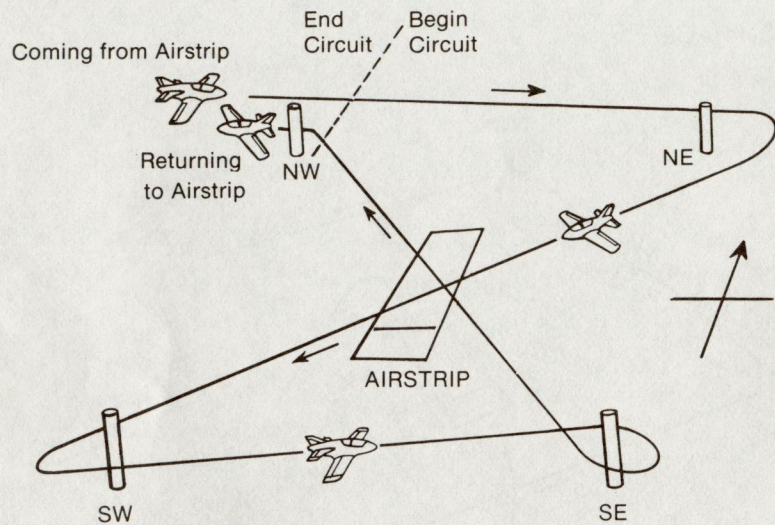 End
Circuit
Begin
Circuit
Coming from Airstrip
Returning
to Airstrip
NW
NE
AIRSTRIP
SW
SE